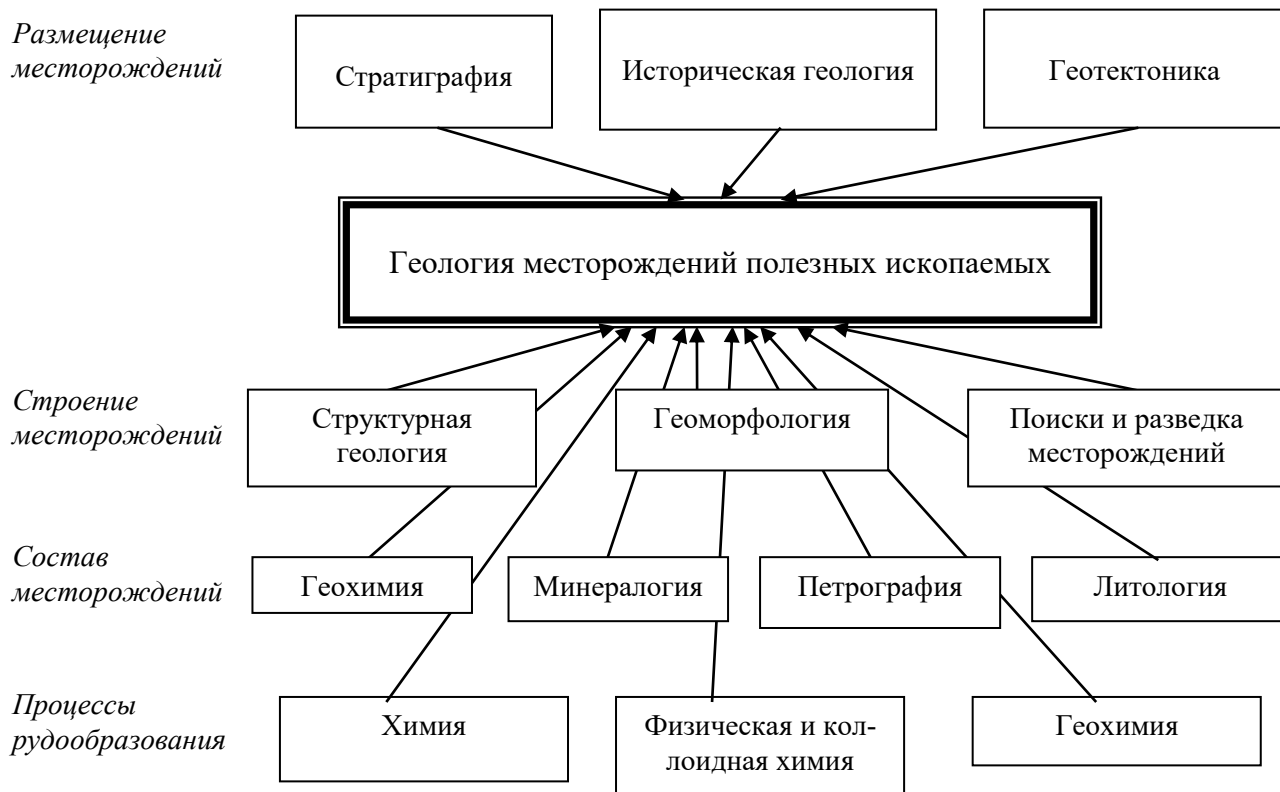 Размещение
месторождений
Стратиграфия
Историческая геология
Геотектоника
Геология месторождений полезных ископаемых
Строение
месторождений
Структурная
геология
Геоморфология
Поиски и разведка
месторождений
Состав
месторождений
Геохимия
Минералогия
Петрография
Литология
Процессы
рудообразования
Химия
Физическая и кол-
лоидная химия
Геохимия